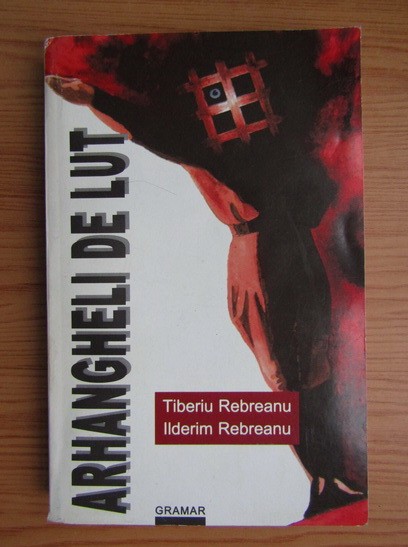 ARHANGHELI DE LUT
Tiberiu Rebreanu
Ilderim Rebreanu
GRAMAR